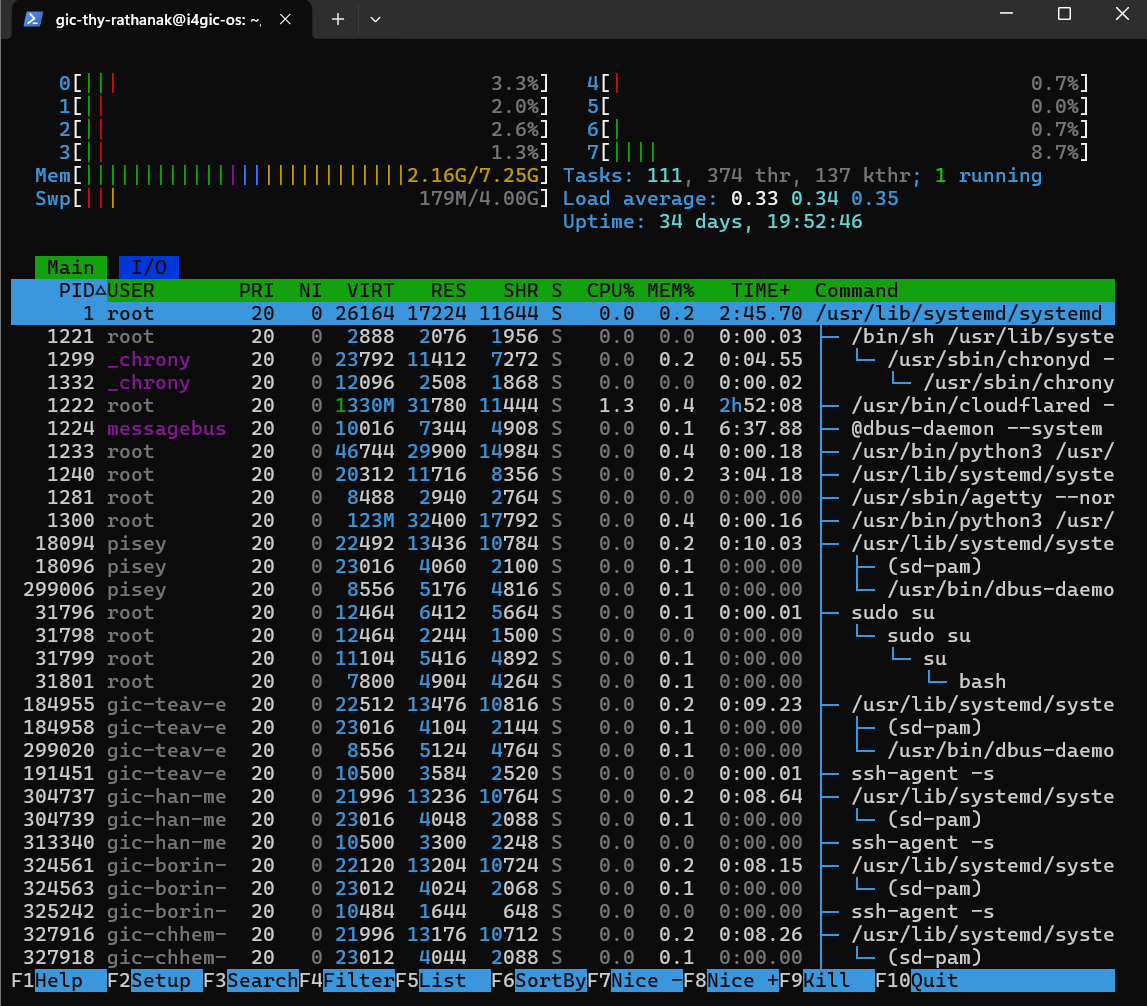 gic-thy-rathanak@i4gic-os: ~,
0[||| 3.3%] 4[| 0.7%]
1[|| 2.0%] 5[ 0.0%]
2[|| 2.6%] 6[| 0.7%]
3[|| 1.3%] 7[|||| 8.7%]
Mem[|||||||||||||||||||||||||||2.16G/7.25G] Tasks: 111, 374 thr, 137 kthr; 1 running
Swp[||| 179M/4.00G] Load average: 0.33 0.34 0.35
Uptime: 34 days, 19:52:46
Main I/O
PID△USER PRI NI VIRT RES SHR S CPU% MEM% TIME+ Command
1 root 20 0 26164 17224 11644 S 0.0 0.2 2:45.70 /usr/lib/systemd/systemd
1221 root 20 0 2888 2076 1956 S 0.0 0.0 0:00.03 ├─ /bin/sh /usr/lib/syste
1299 _chrony 20 0 23792 11412 7272 S 0.0 0.2 0:04.55 │ └─ /usr/sbin/chronyd -
1332 _chrony 20 0 12096 2508 1868 S 0.0 0.0 0:00.02 │ └─ /usr/sbin/chrony
1222 root 20 0 1330M 31780 11444 S 1.3 0.4 2h52:08 ├─ /usr/bin/cloudflared -
1224 messagebus 20 0 10016 7344 4908 S 0.0 0.1 6:37.88 ├─ @dbus-daemon --system
1233 root 20 0 46744 29900 14984 S 0.0 0.4 0:00.18 ├─ /usr/bin/python3 /usr/
1240 root 20 0 20312 11716 8356 S 0.0 0.2 3:04.18 ├─ /usr/lib/systemd/syste
1281 root 20 0 8488 2940 2764 S 0.0 0.0 0:00.00 ├─ /usr/sbin/agetty --nor
1300 root 20 0 123M 32400 17792 S 0.0 0.4 0:00.16 ├─ /usr/bin/python3 /usr/
18094 pisey 20 0 22492 13436 10784 S 0.0 0.2 0:10.03 ├─ /usr/lib/systemd/syste
18096 pisey 20 0 23016 4060 2100 S 0.0 0.1 0:00.00 │ ├─ (sd-pam)
299006 pisey 20 0 8556 5176 4816 S 0.0 0.1 0:00.00 │ └─ /usr/bin/dbus-daemo
31796 root 20 0 12464 6412 5664 S 0.0 0.1 0:00.01 ├─ sudo su
31798 root 20 0 12464 2244 1500 S 0.0 0.0 0:00.00 │ └─ sudo su
31799 root 20 0 11104 5416 4892 S 0.0 0.1 0:00.00 │ └─ su
31801 root 20 0 7800 4904 4264 S 0.0 0.1 0:00.00 │ └─ bash
184955 gic-teav-e 20 0 22512 13476 10816 S 0.0 0.2 0:09.23 ├─ /usr/lib/systemd/syste
184958 gic-teav-e 20 0 23016 4104 2144 S 0.0 0.1 0:00.00 │ ├─ (sd-pam)
299020 gic-teav-e 20 0 8556 5124 4764 S 0.0 0.1 0:00.00 │ └─ /usr/bin/dbus-daemo
191451 gic-teav-e 20 0 10500 3584 2520 S 0.0 0.0 0:00.01 ├─ ssh-agent -s
304737 gic-han-me 20 0 21996 13236 10764 S 0.0 0.2 0:08.64 ├─ /usr/lib/systemd/syste
304739 gic-han-me 20 0 23016 4048 2088 S 0.0 0.1 0:00.00 │ └─ (sd-pam)
313340 gic-han-me 20 0 10500 3300 2248 S 0.0 0.0 0:00.00 ├─ ssh-agent -s
324561 gic-borin- 20 0 22120 13204 10724 S 0.0 0.2 0:08.15 ├─ /usr/lib/systemd/syste
324563 gic-borin- 20 0 23012 4024 2068 S 0.0 0.1 0:00.00 │ └─ (sd-pam)
325242 gic-borin- 20 0 10484 1644 648 S 0.0 0.0 0:00.00 ├─ ssh-agent -s
327916 gic-chhem- 20 0 21996 13176 10712 S 0.0 0.2 0:08.26 ├─ /usr/lib/systemd/syste
327918 gic-chhem- 20 0 23012 4044 2088 S 0.0 0.1 0:00.00 │ └─ (sd-pam)
F1Help F2Setup F3SearchF4FilterF5List F6SortByF7Nice -F8Nice +F9Kill F10Quit